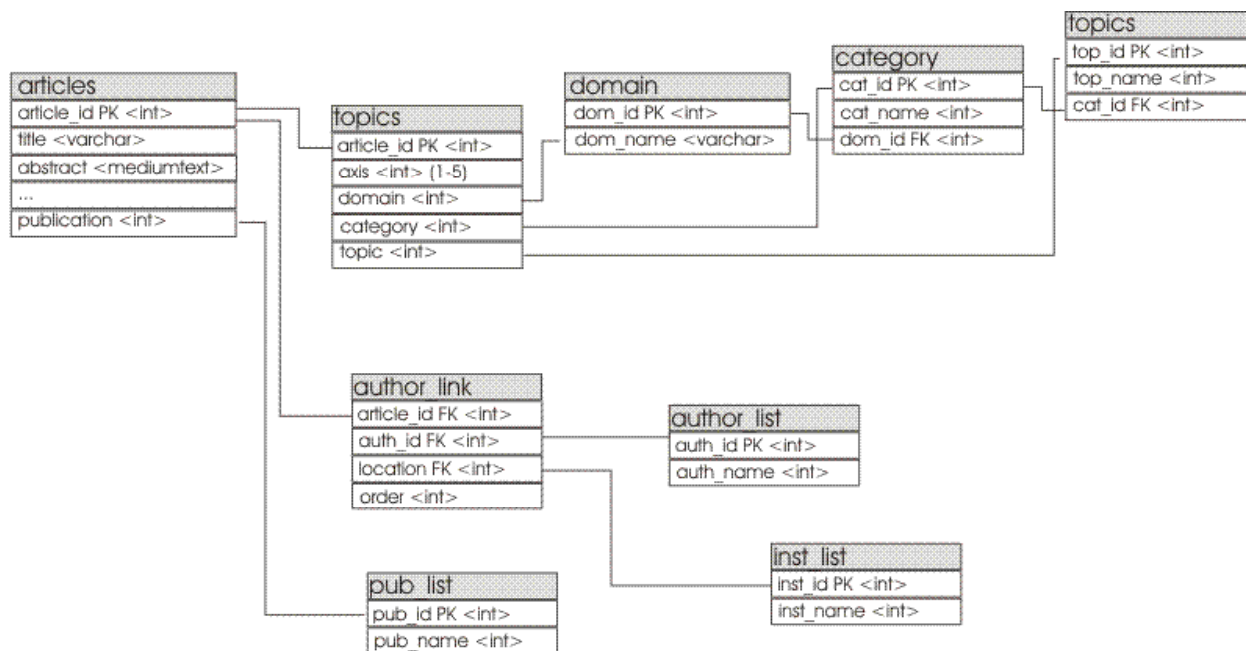 articles
article_id PK <int>
title <varchar>
abstract <mediumtext>
...
publication <int>
topics
article_id PK <int>
axis <int> (1-5)
domain <int>
category <int>
topic <int>
domain
dom_id PK <int>
dom_name <varchar>
category
cat_id PK <int>
cat_name <int>
dom_id FK <int>
topics
top_id PK <int>
top_name <int>
cat_id FK <int>
author_link
article_id FK <int>
auth_id FK <int>
location FK <int>
order <int>
author_list
auth_id PK <int>
auth_name <int>
inst_list
inst_id PK <int>
inst_name <int>
pub_list
pub_id PK <int>
pub_name <int>